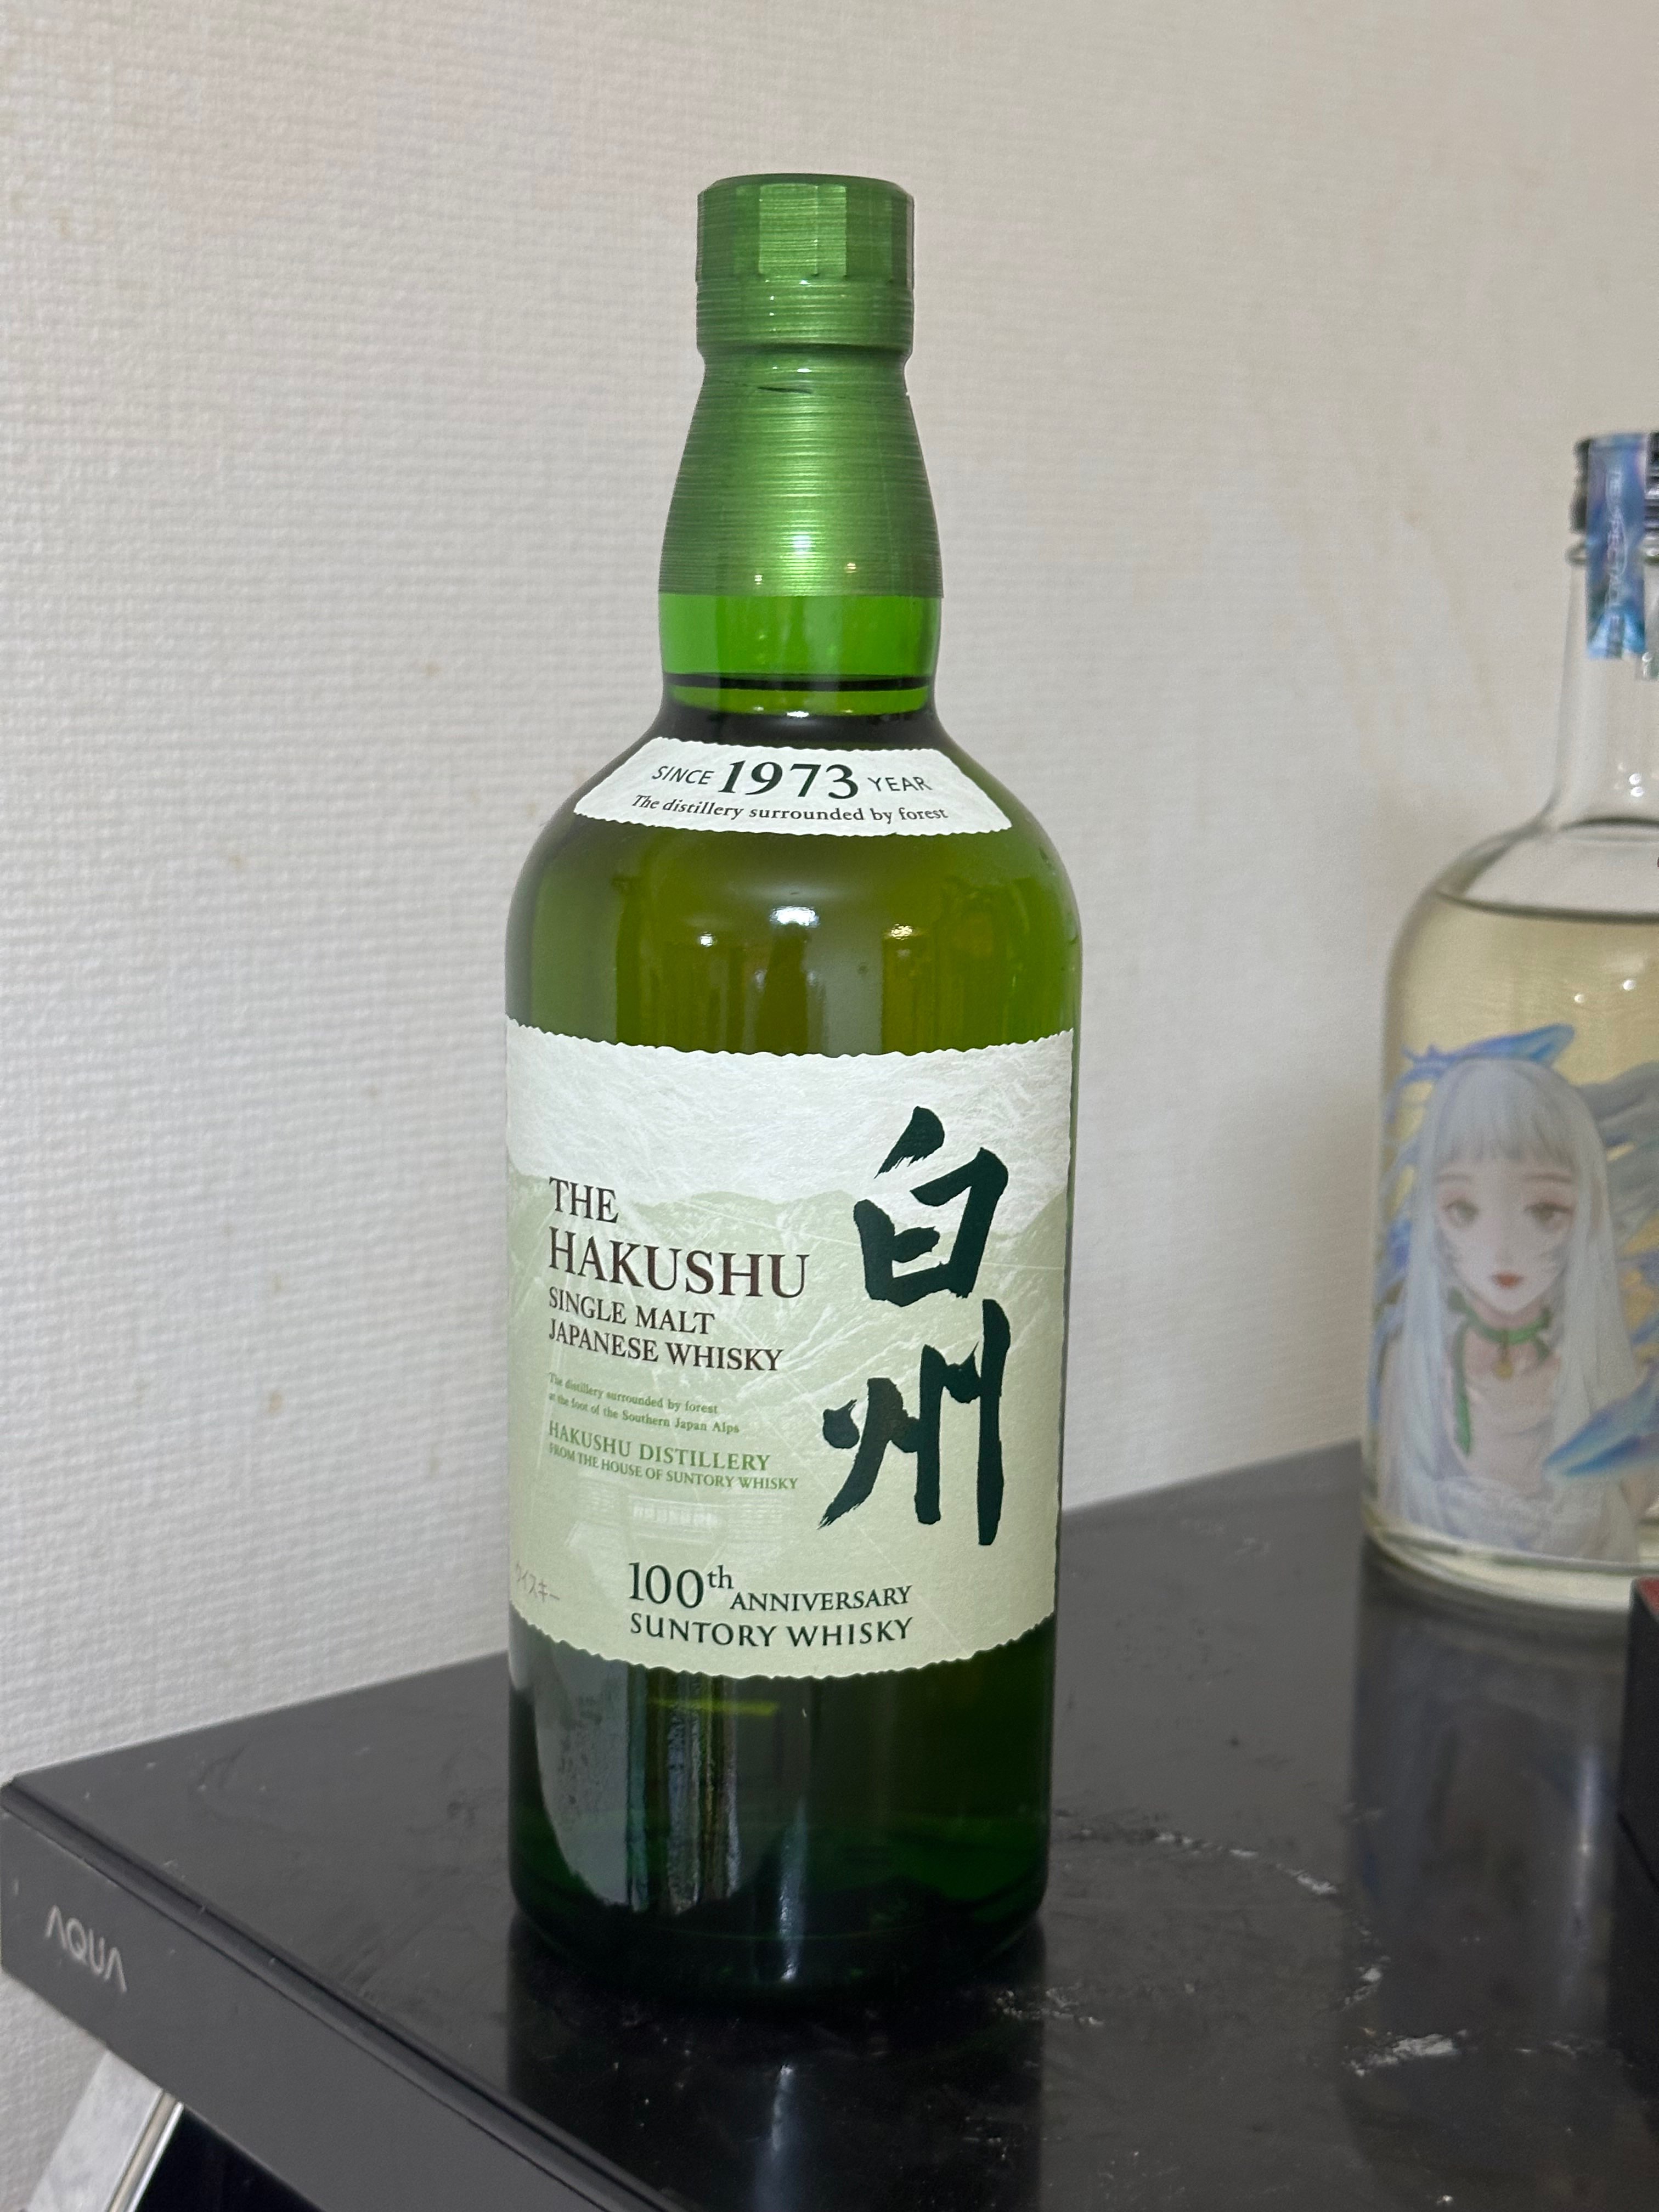 SINCE 1973 YEAR
The distillery surrounded by forest
THE
HAKUSHU
SINGLE MALT
JAPANESE WHISKY
The distillery surrounded by forest
at the foot of the Southern Japan Alps
HAKUSHU DISTILLERY
FROM THE HOUSE OF SUNTORY WHISKY
白州
ウイスキー
100th ANNIVERSARY
SUNTORY WHISKY
AQUA